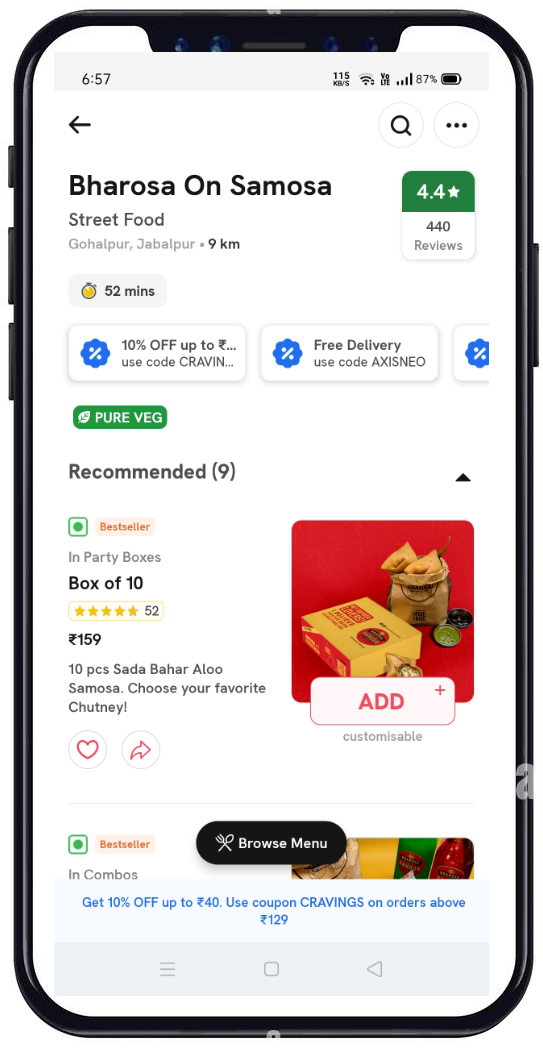 6:57
115 KB/S
Vo LTE
87%
Bharosa On Samosa
4.4★
Street Food
440
Gohalpur, Jabalpur • 9 km
Reviews
52 mins
10% OFF up to ₹...
use code CRAVIN...
Free Delivery
use code AXISNEO
PURE VEG
Recommended (9)
Bestseller
In Party Boxes
Box of 10
52
₹159
10 pcs Sada Bahar Aloo
Samosa. Choose your favorite
Chutney!
ADD +
customisable
Bestseller
Browse Menu
In Combos
Get 10% OFF up to ₹40. Use coupon CRAVINGS on orders above
₹129
a
a
a